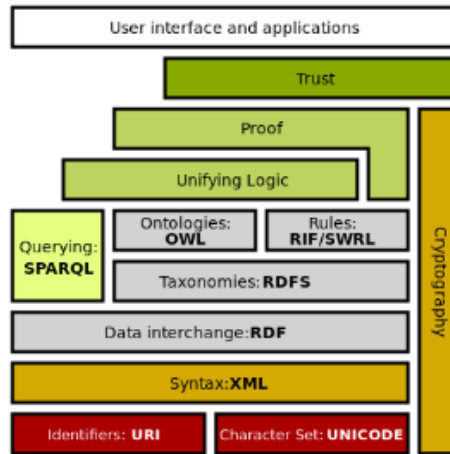 User interface and applications
Trust
Proof
Unifying Logic
Querying:
SPARQL
Ontologies:
OWL
Rules:
RIF/SWRL
Taxonomies:RDFS
Cryptography
Data interchange:RDF
Syntax:XML
Identifiers: URI
Character Set: UNICODE